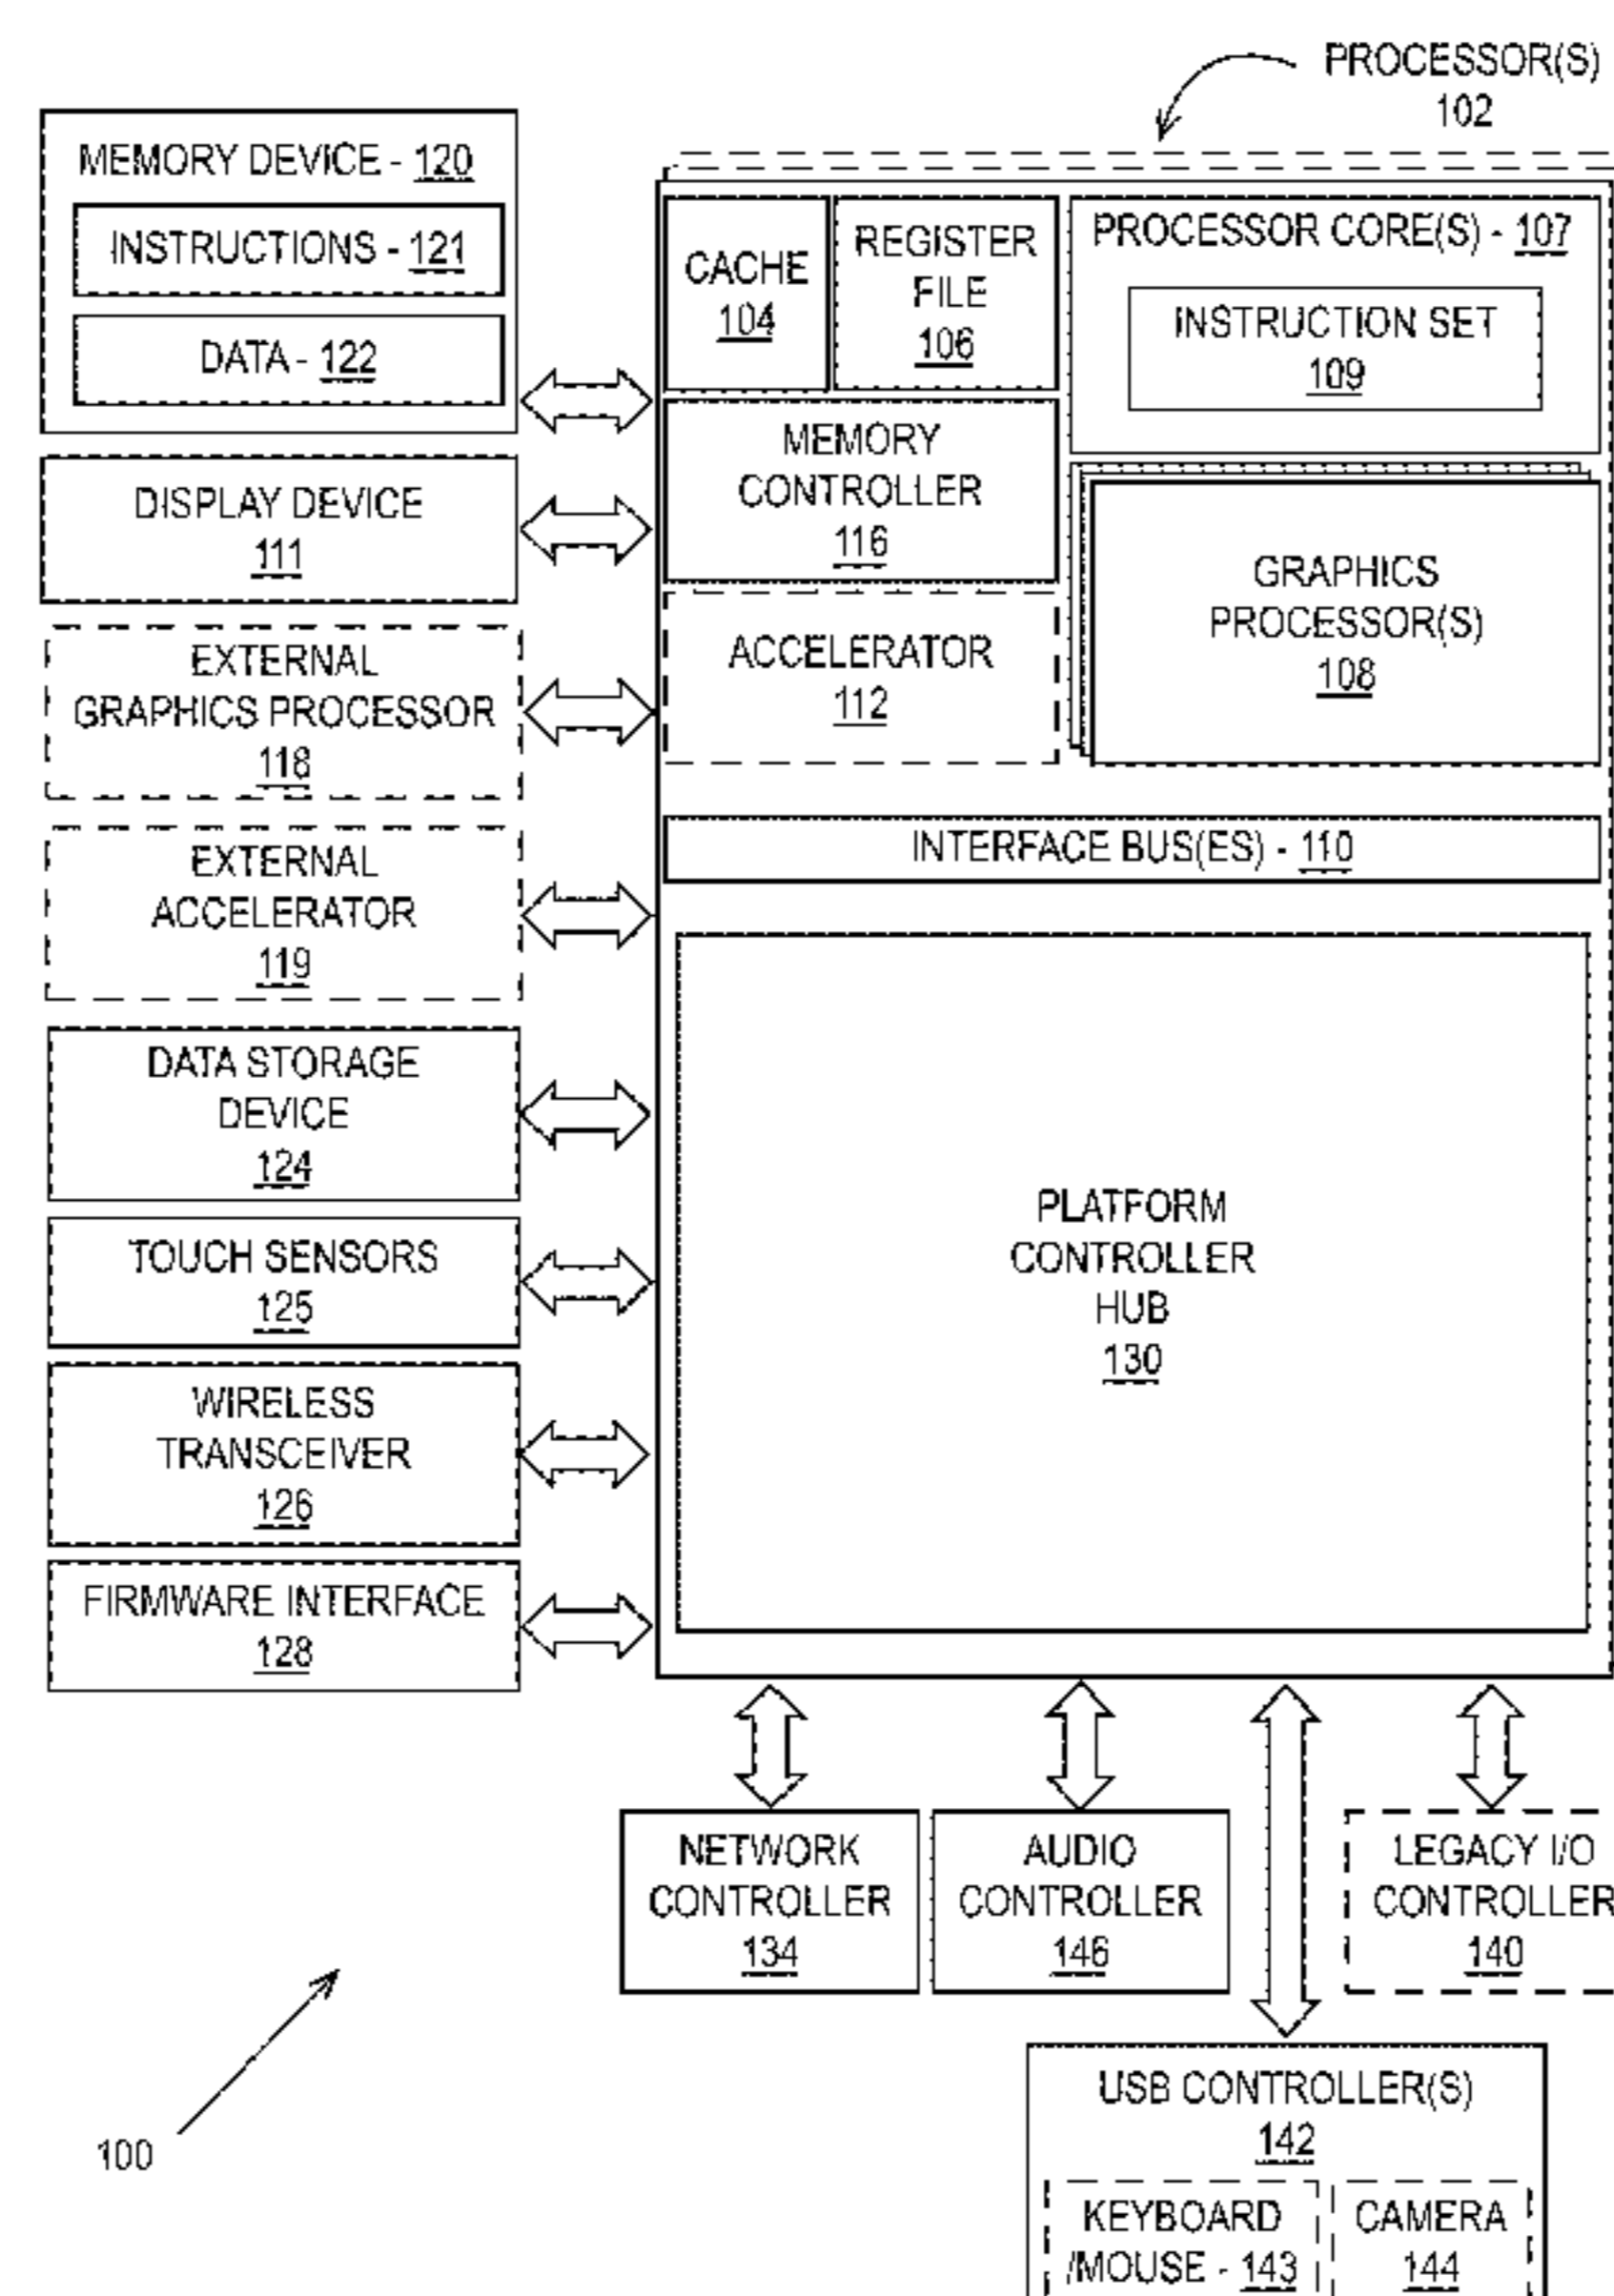 PROCESSOR(S)
102
MEMORY DEVICE - 120
INSTRUCTIONS - 121
DATA - 122
DISPLAY DEVICE
111
EXTERNAL
GRAPHICS PROCESSOR
118
EXTERNAL
ACCELERATOR
119
DATA STORAGE
DEVICE
124
TOUCH SENSORS
125
WIRELESS
TRANSCEIVER
126
FIRMWARE INTERFACE
128
CACHE
104
REGISTER
FILE
106
PROCESSOR CORE(S) - 107
INSTRUCTION SET
109
MEMORY
CONTROLLER
116
ACCELERATOR
112
GRAPHICS
PROCESSOR(S)
108
INTERFACE BUS(ES) - 110
PLATFORM
CONTROLLER
HUB
130
NETWORK
CONTROLLER
134
AUDIO
CONTROLLER
146
LEGACY I/O
CONTROLLER
140
USB CONTROLLER(S)
142
KEYBOARD
/MOUSE - 143
CAMERA
144
100